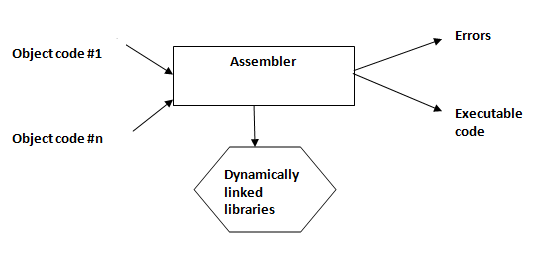 Object code #1
Assembler
Errors
Object code #n
Executable
code
Dynamically
linked
libraries